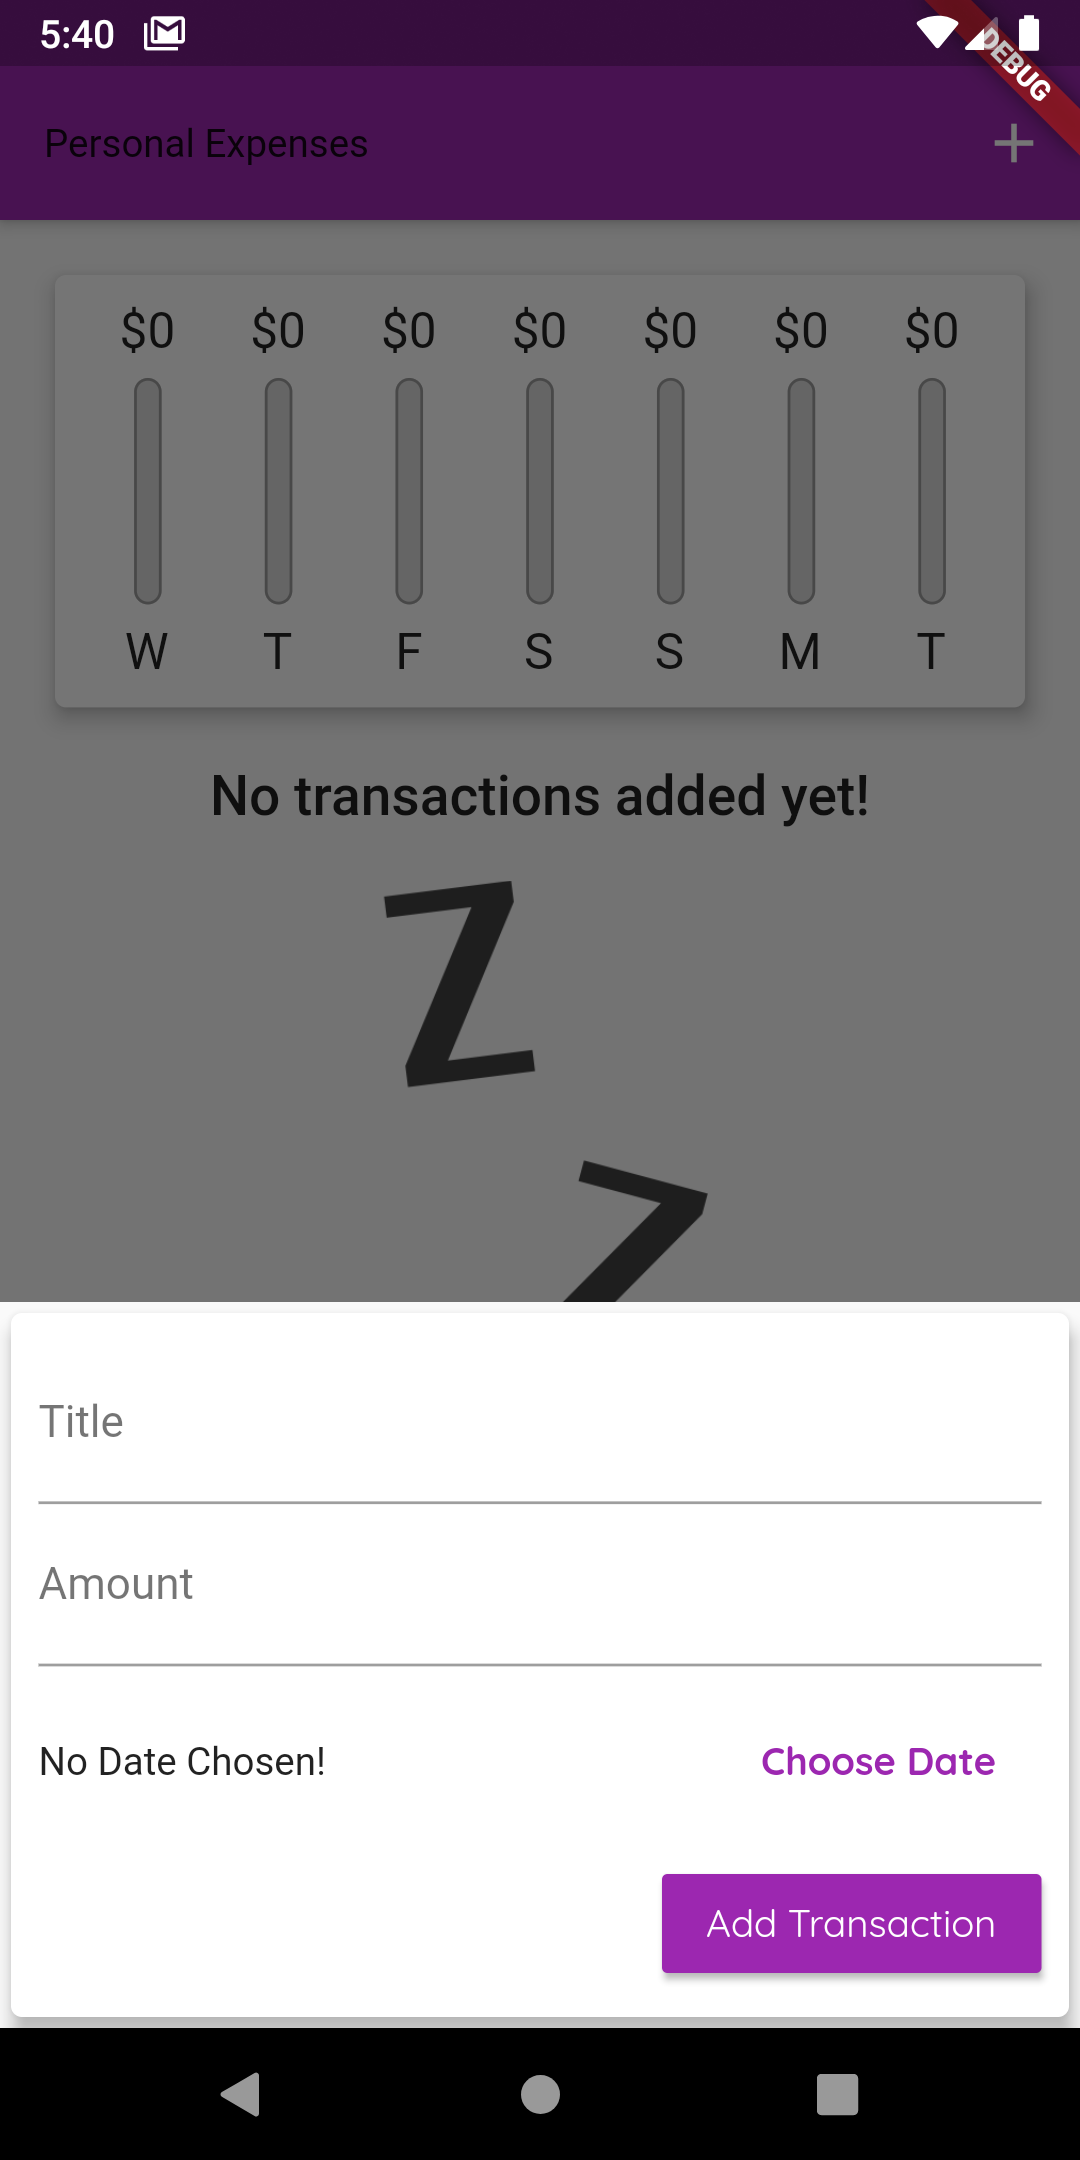 5:40
DEBUG
Personal Expenses
$0 $0 $0 $0 $0 $0 $0
W T F S S M T
No transactions added yet!
Z
Z
Title
Amount
No Date Chosen! Choose Date
Add Transaction